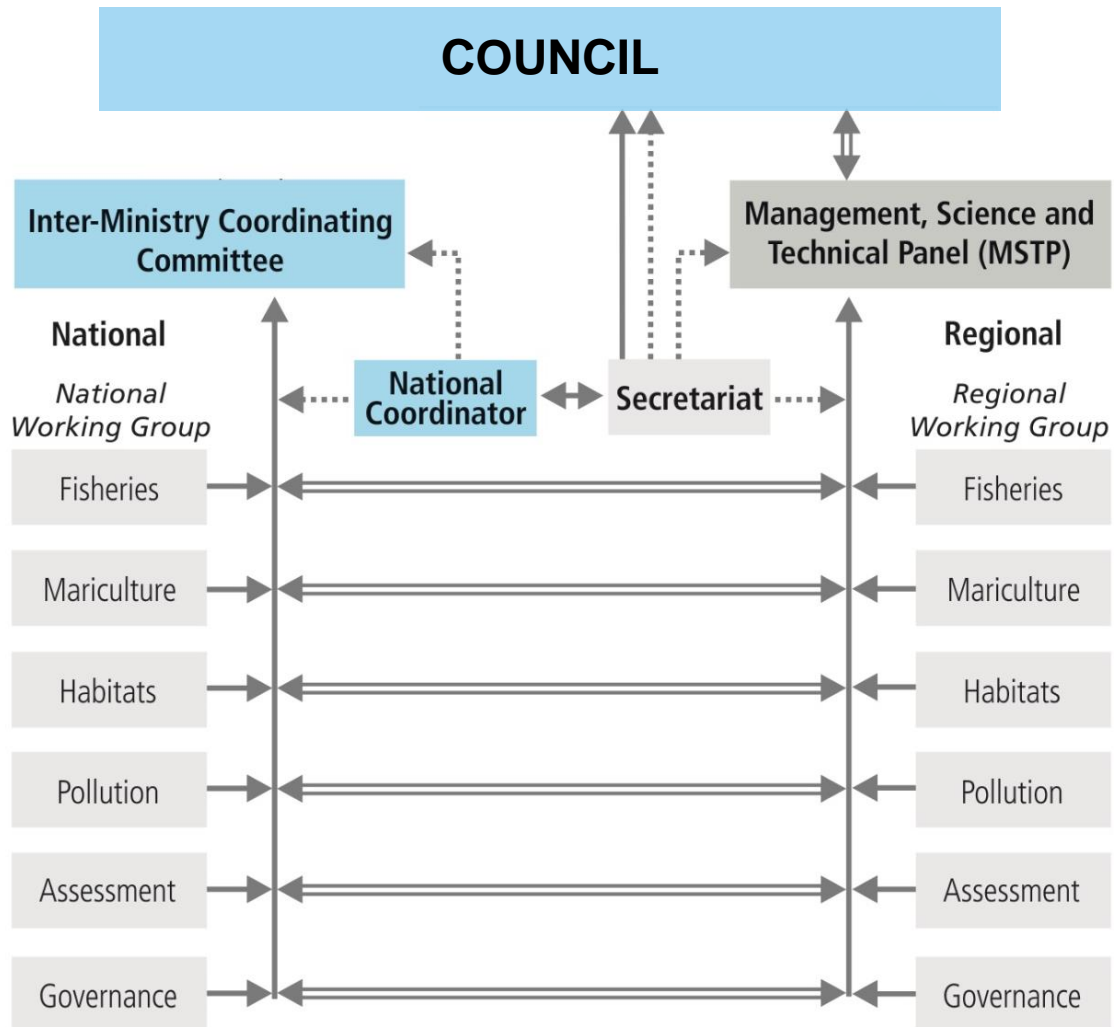 COUNCIL
Inter-Ministry Coordinating
Committee
Management, Science and
Technical Panel (MSTP)
National
Regional
National
Coordinator
Secretariat
National
Working Group
Regional
Working Group
Fisheries
Fisheries
Mariculture
Mariculture
Habitats
Habitats
Pollution
Pollution
Assessment
Assessment
Governance
Governance